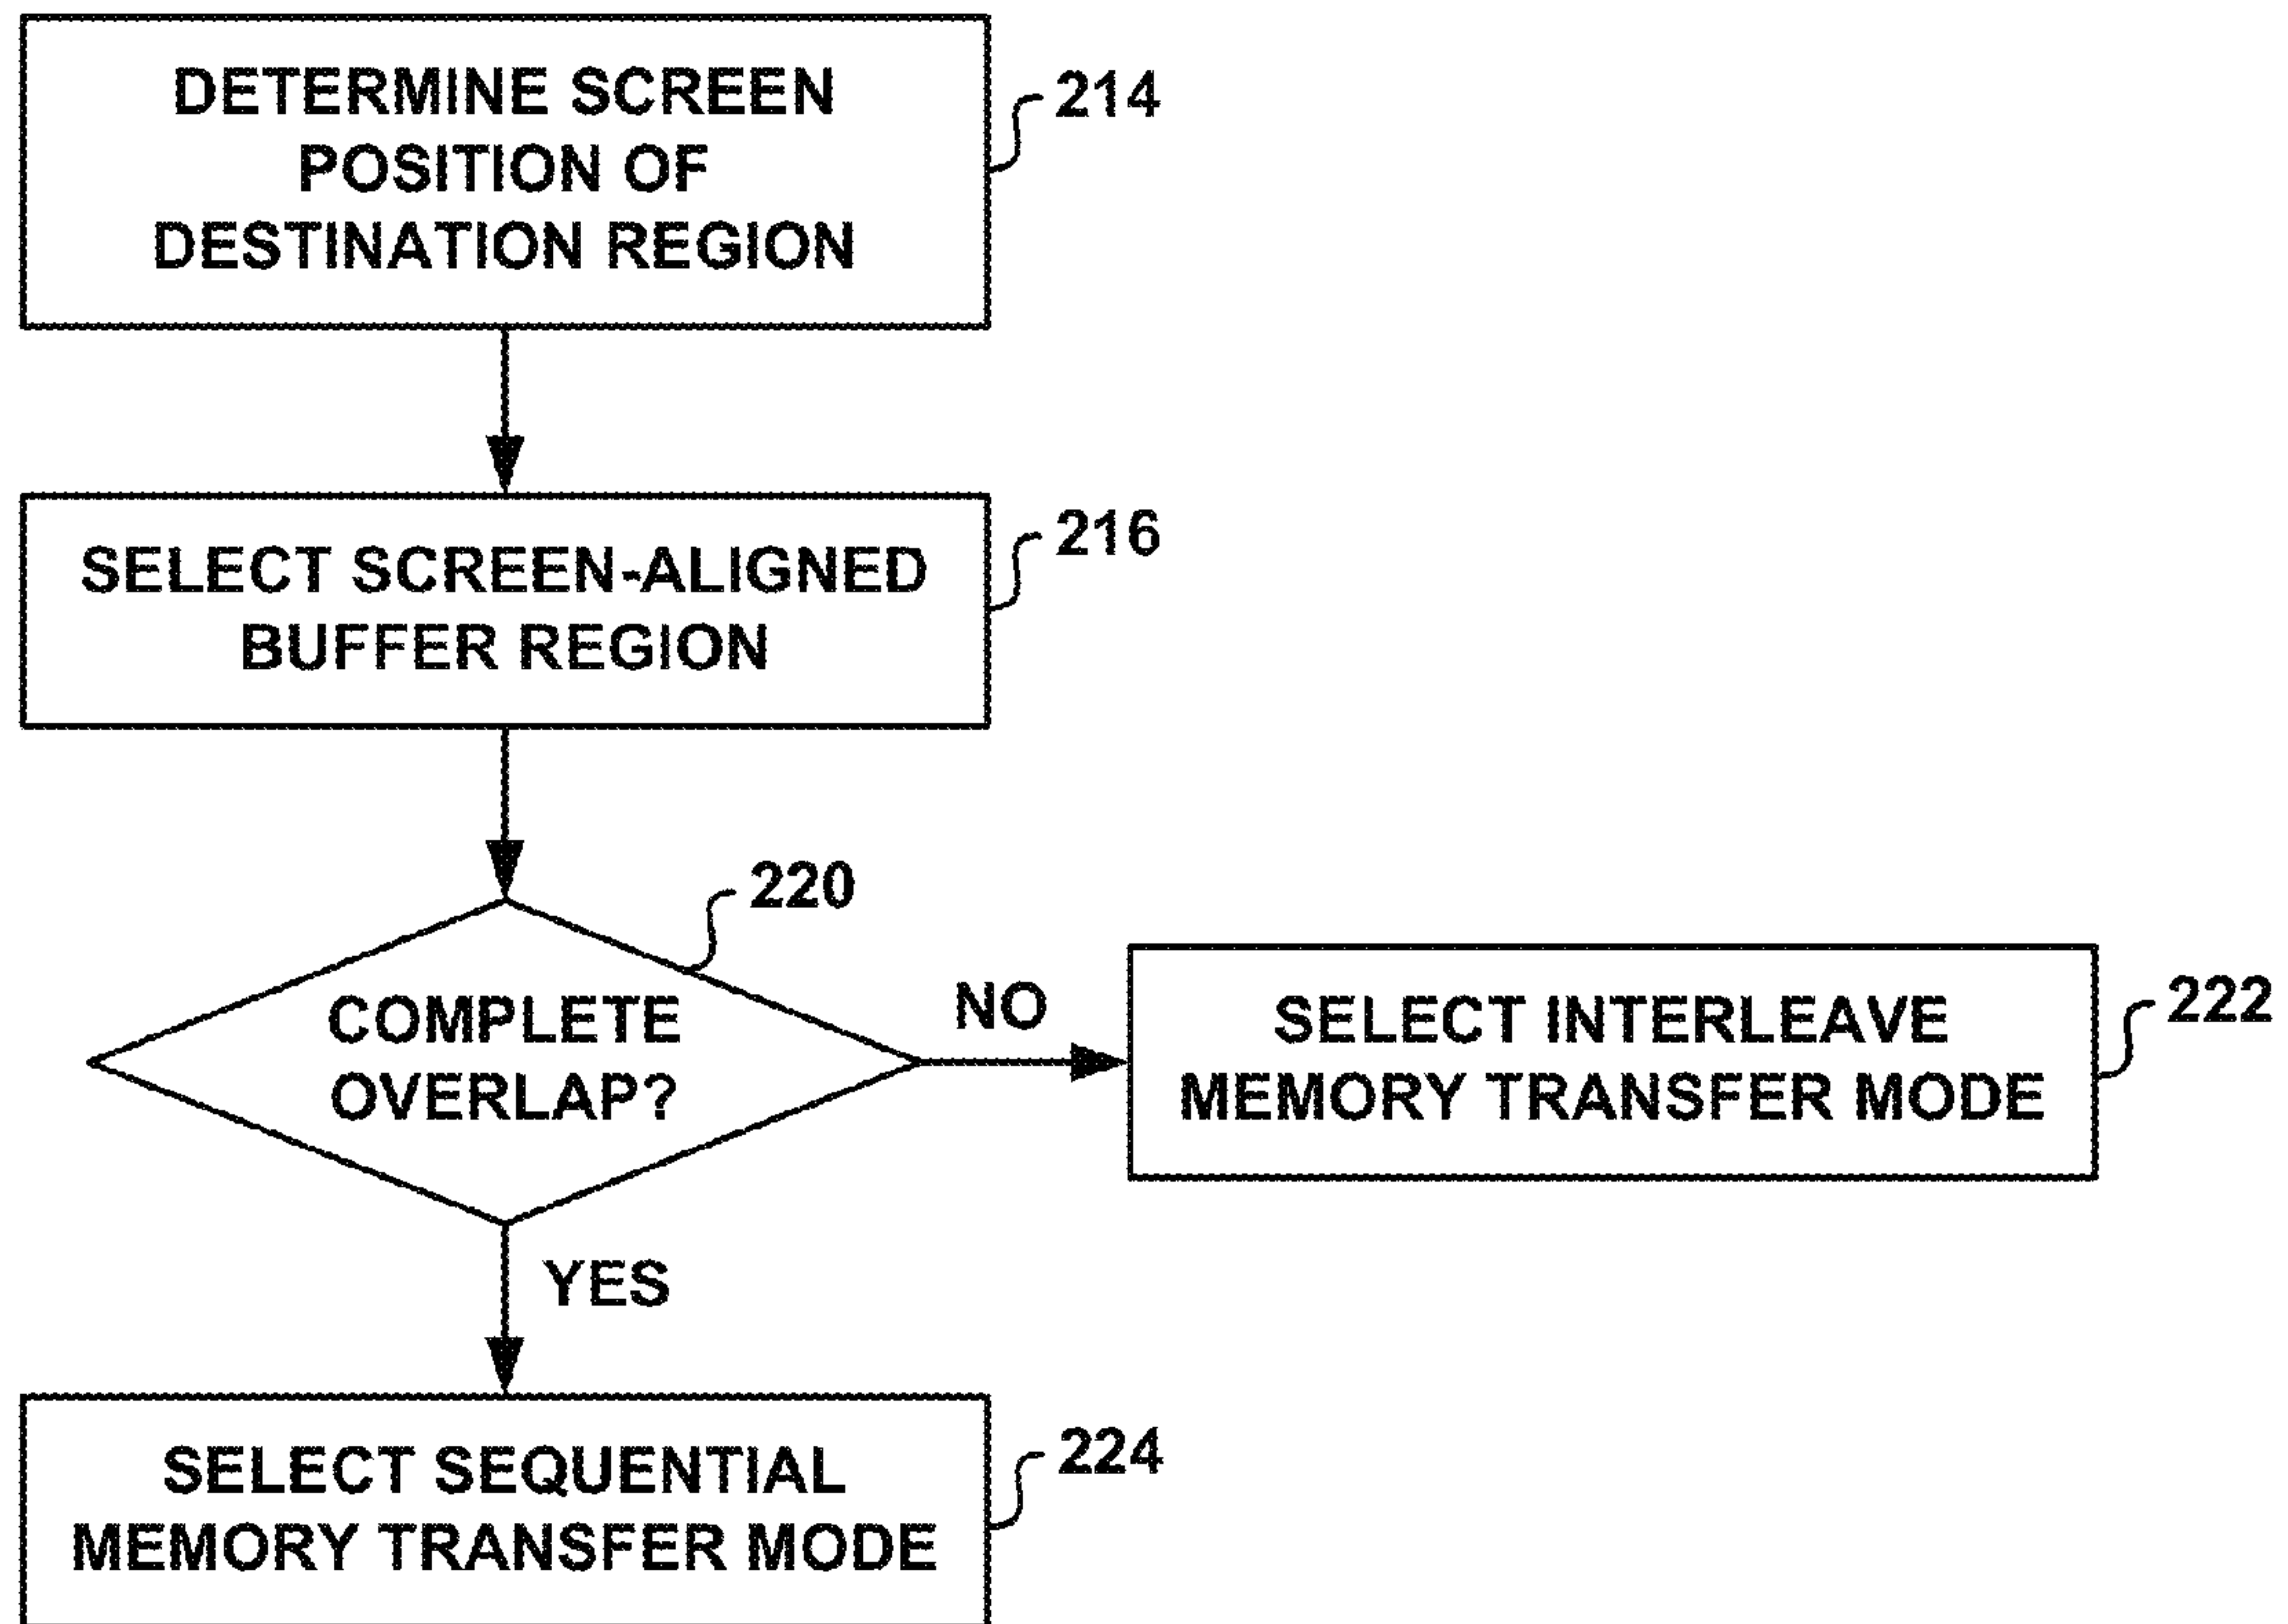 DETERMINE SCREEN
POSITION OF
DESTINATION REGION
214
SELECT SCREEN-ALIGNED
BUFFER REGION
216
220
COMPLETE
OVERLAP?
NO
SELECT INTERLEAVE
MEMORY TRANSFER MODE
222
YES
SELECT SEQUENTIAL
MEMORY TRANSFER MODE
224